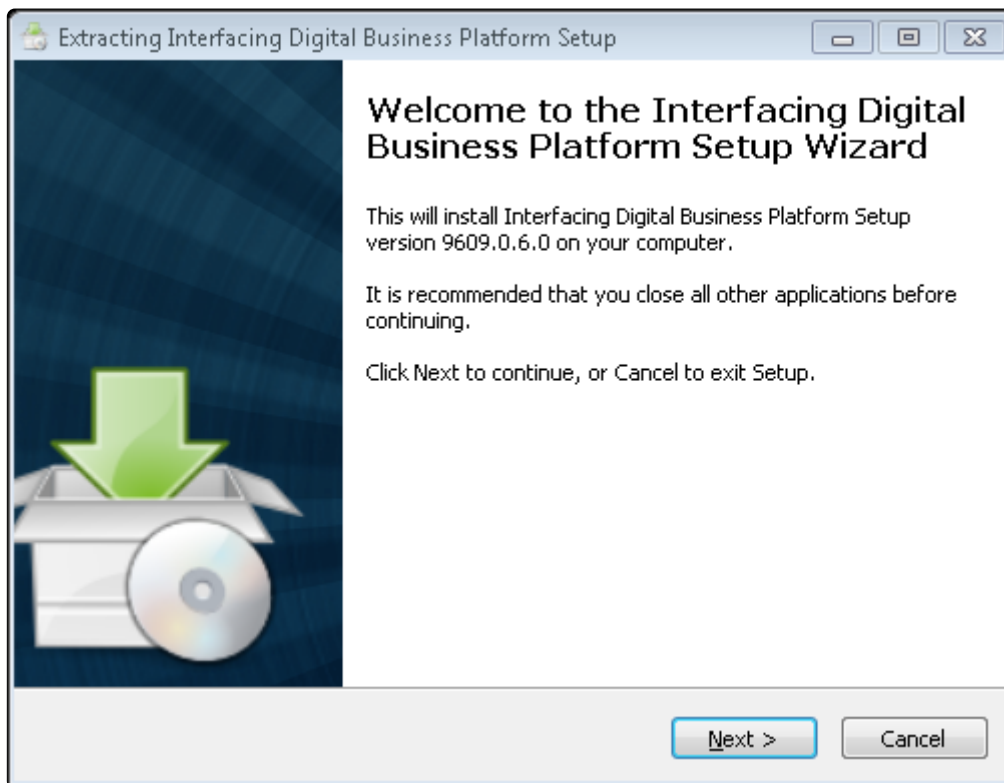 Extracting Interfacing Digital Business Platform Setup
Welcome to the Interfacing Digital
Business Platform Setup Wizard
This will install Interfacing Digital Business Platform Setup
version 9609.0.6.0 on your computer.
It is recommended that you close all other applications before
continuing.
Click Next to continue, or Cancel to exit Setup.
Next >
Cancel